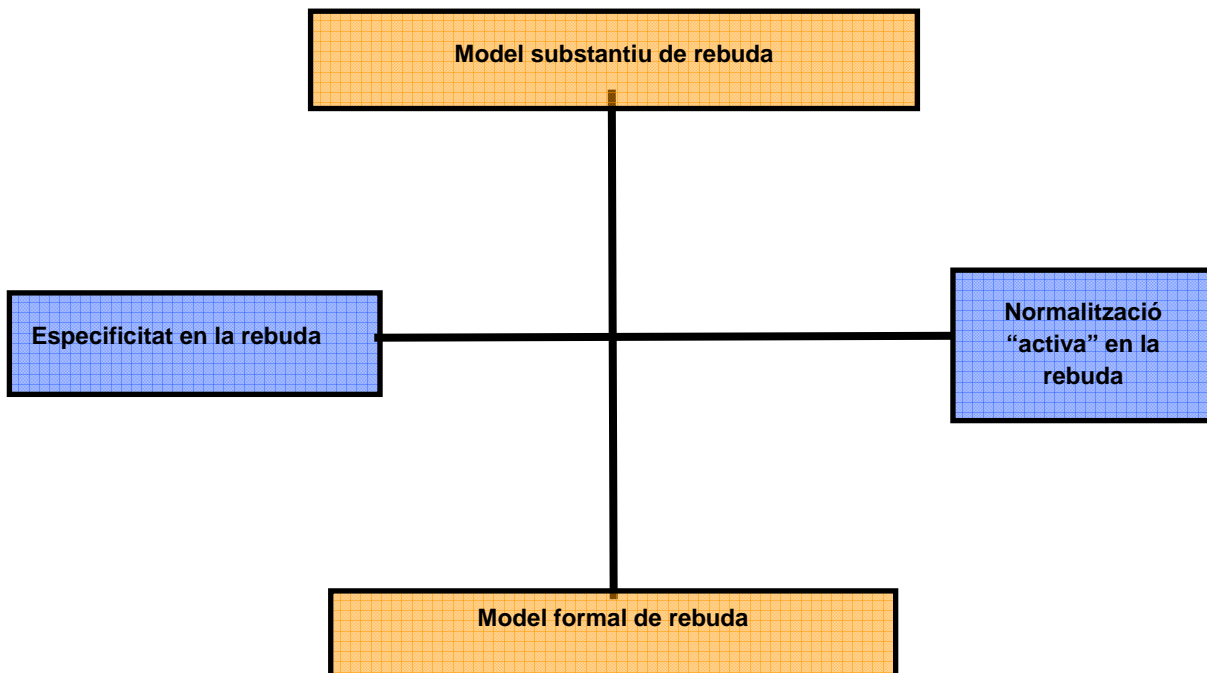 Model substantiu de rebuda
Especificitat en la rebuda
Normalització
“activa” en la
rebuda
Model formal de rebuda